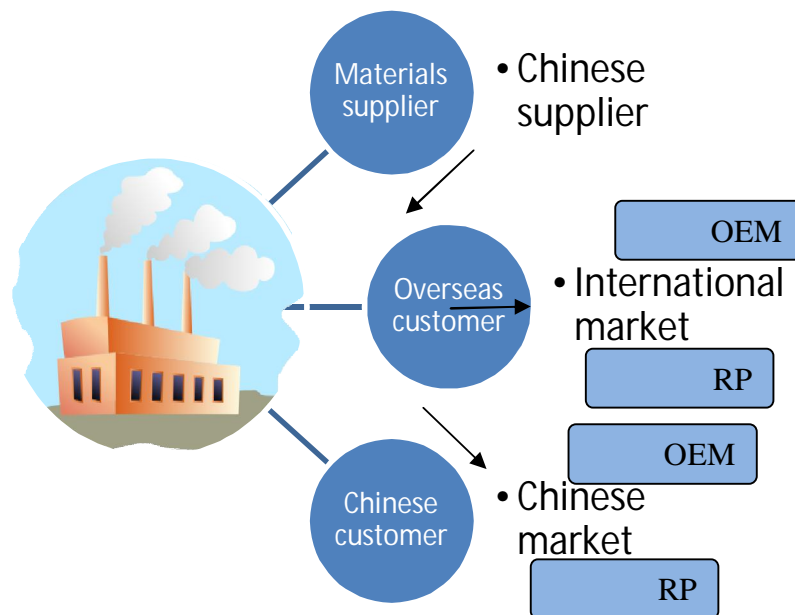 Materials
supplier
• Chinese
supplier
OEM
Overseas
customer
• International
market
RP
OEM
Chinese
customer
• Chinese
market
RP